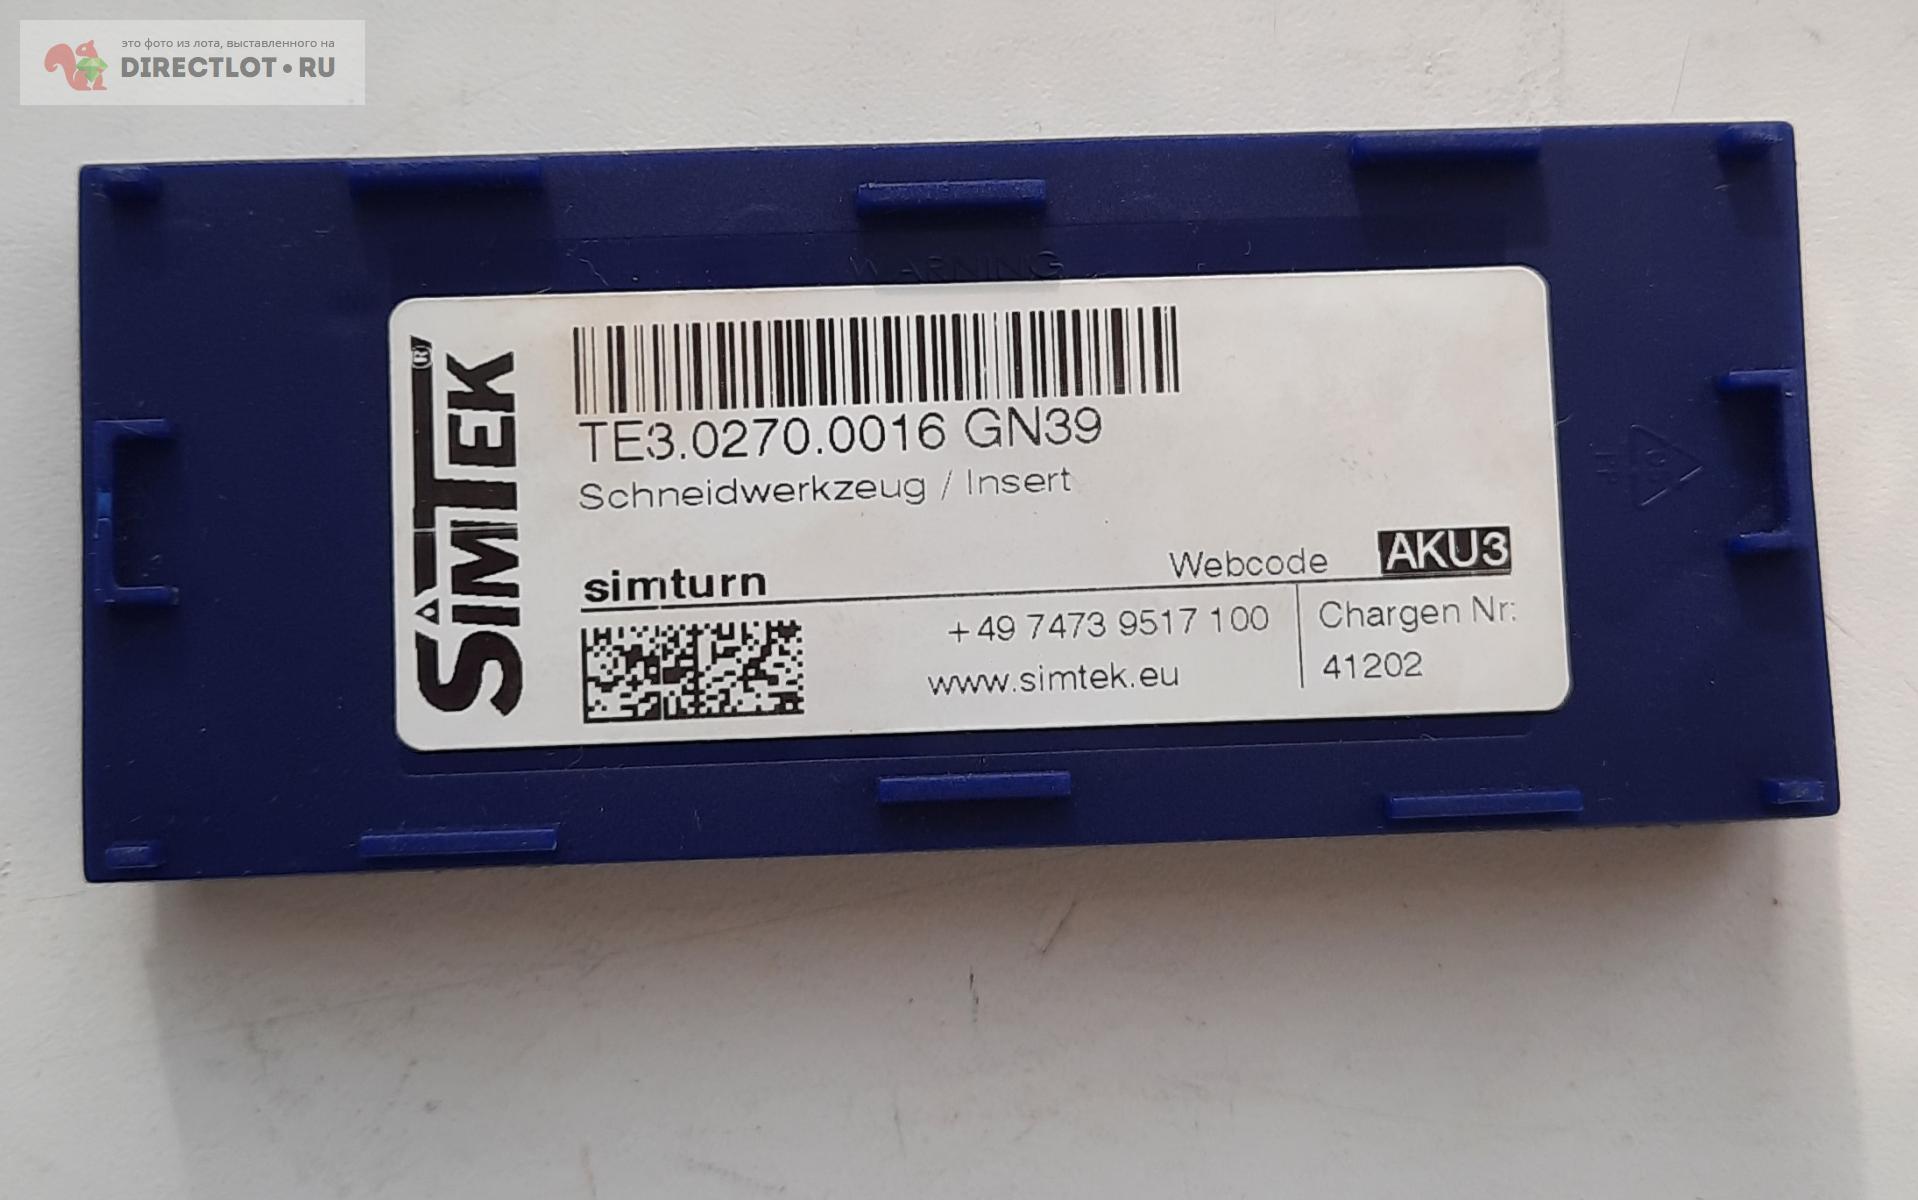 это фото из лота, выставленного на
DIRECTLOT•RU
WARNING
SIMTEK®
TE3.0270.0016 GN39
Schneidwerkzeug / Insert
simturn
Webcode AKU3
+49 7473 9517 100
www.simtek.eu
Chargen Nr:
41202
PP